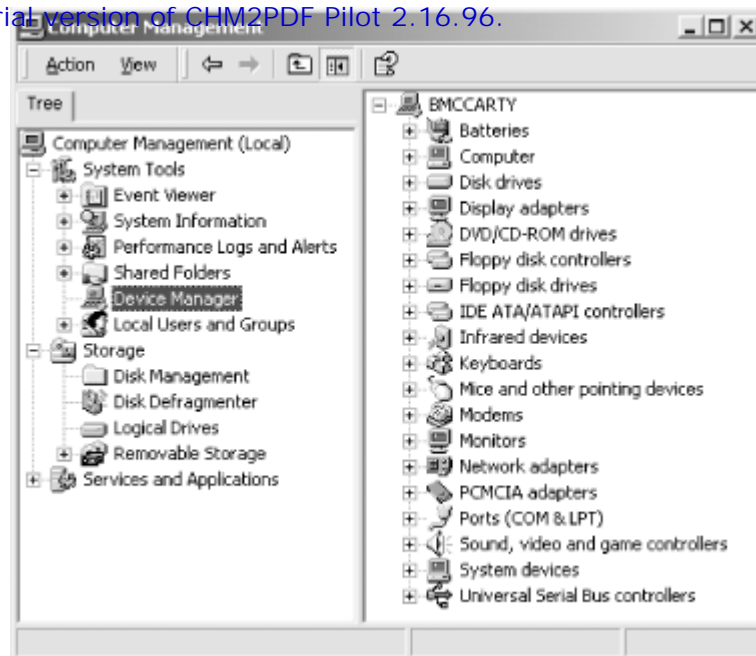 rial version of CHM2PDF Pilot 2.16.96.
Computer Management
Action View
Tree
Computer Management (Local)
System Tools
Event Viewer
System Information
Performance Logs and Alerts
Shared Folders
Device Manager
Local Users and Groups
Storage
Disk Management
Disk Defragmenter
Logical Drives
Removable Storage
Services and Applications
BMCCARTY
Batteries
Computer
Disk drives
Display adapters
DVD/CD-ROM drives
Floppy disk controllers
Floppy disk drives
IDE ATA/ATAPI controllers
Infrared devices
Keyboards
Mice and other pointing devices
Modems
Monitors
Network adapters
PCMCIA adapters
Ports (COM & LPT)
Sound, video and game controllers
System devices
Universal Serial Bus controllers